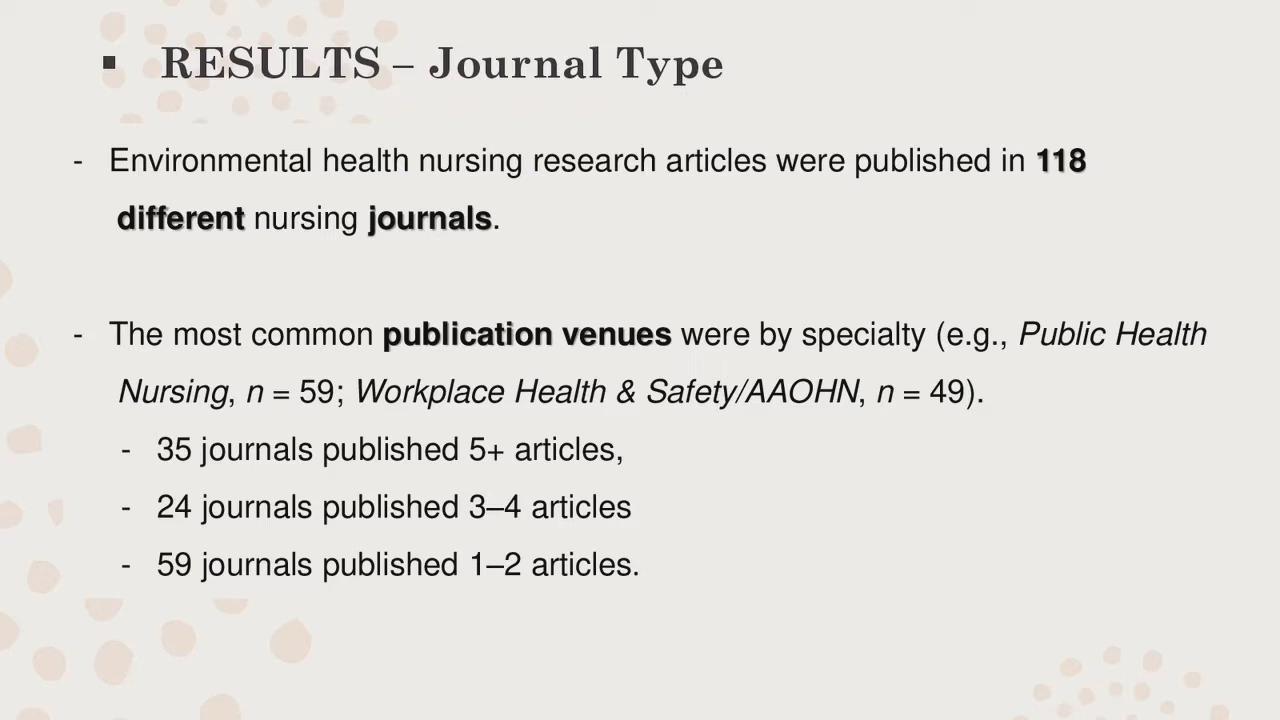 ▪ RESULTS – Journal Type
- Environmental health nursing research articles were published in 118
different nursing journals.
- The most common publication venues were by specialty (e.g., Public Health
Nursing, n = 59; Workplace Health & Safety/AAOHN, n = 49).
- 35 journals published 5+ articles,
- 24 journals published 3–4 articles
- 59 journals published 1–2 articles.